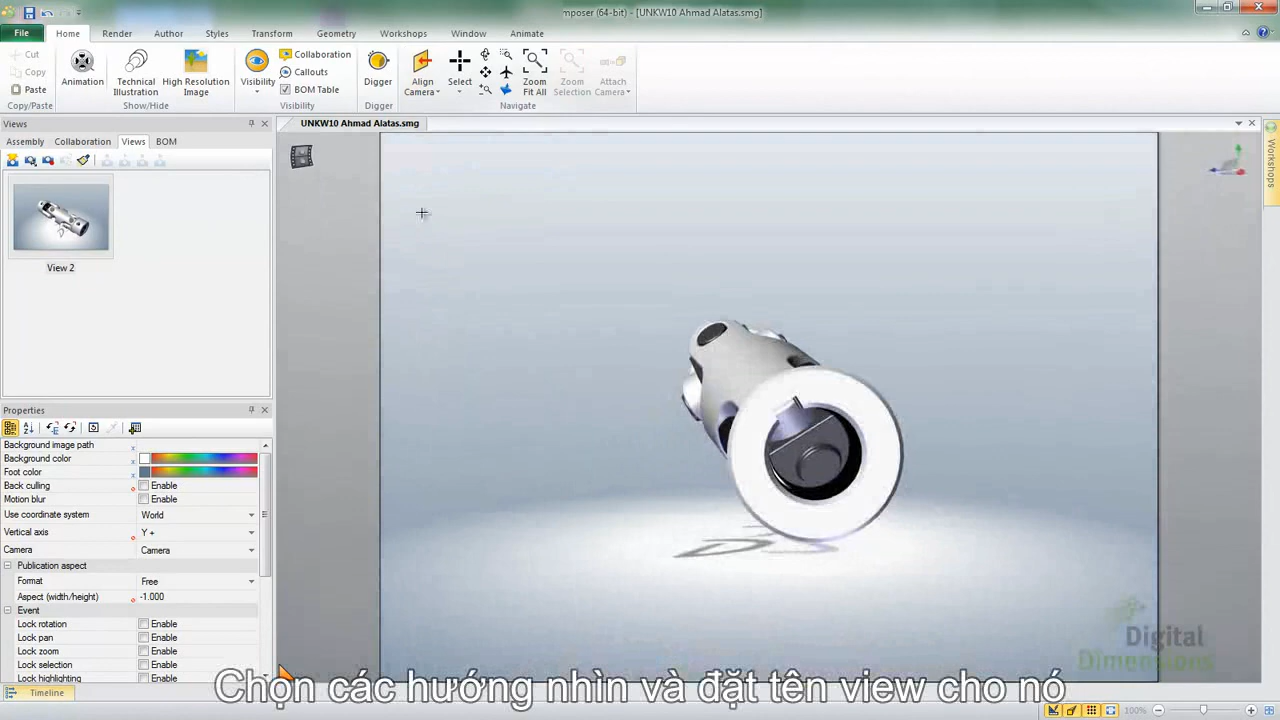 mposer (64-bit) - [UNKW10 Ahmad Alatas.smg]
File Home Render Author Styles Transform Geometry Workshops Window Animate
Cut
Copy
Paste
Copy/Paste
Animation
Technical Illustration
High Resolution Image
Show/Hide
Visibility
Collaboration
Callouts
BOM Table
Visibility
Digger
Digger
Align Camera
Select
Zoom Fit All
Zoom Selection
Attach Camera
Navigate
Views
Assembly Collaboration Views BOM
View 2
UNKW10 Ahmad Alatas.smg
Workshops
Properties
Background image path
Background color
Foot color
Back culling Enable
Motion blur Enable
Use coordinate system World
Vertical axis Y +
Camera Camera
Publication aspect
Format Free
Aspect (width/height) -1.000
Event
Lock rotation Enable
Lock pan Enable
Lock zoom Enable
Lock selection Enable
Lock highlighting Enable
Timeline
Digital
Dimensions
Chọn các hướng nhìn và đặt tên view cho nó
100%